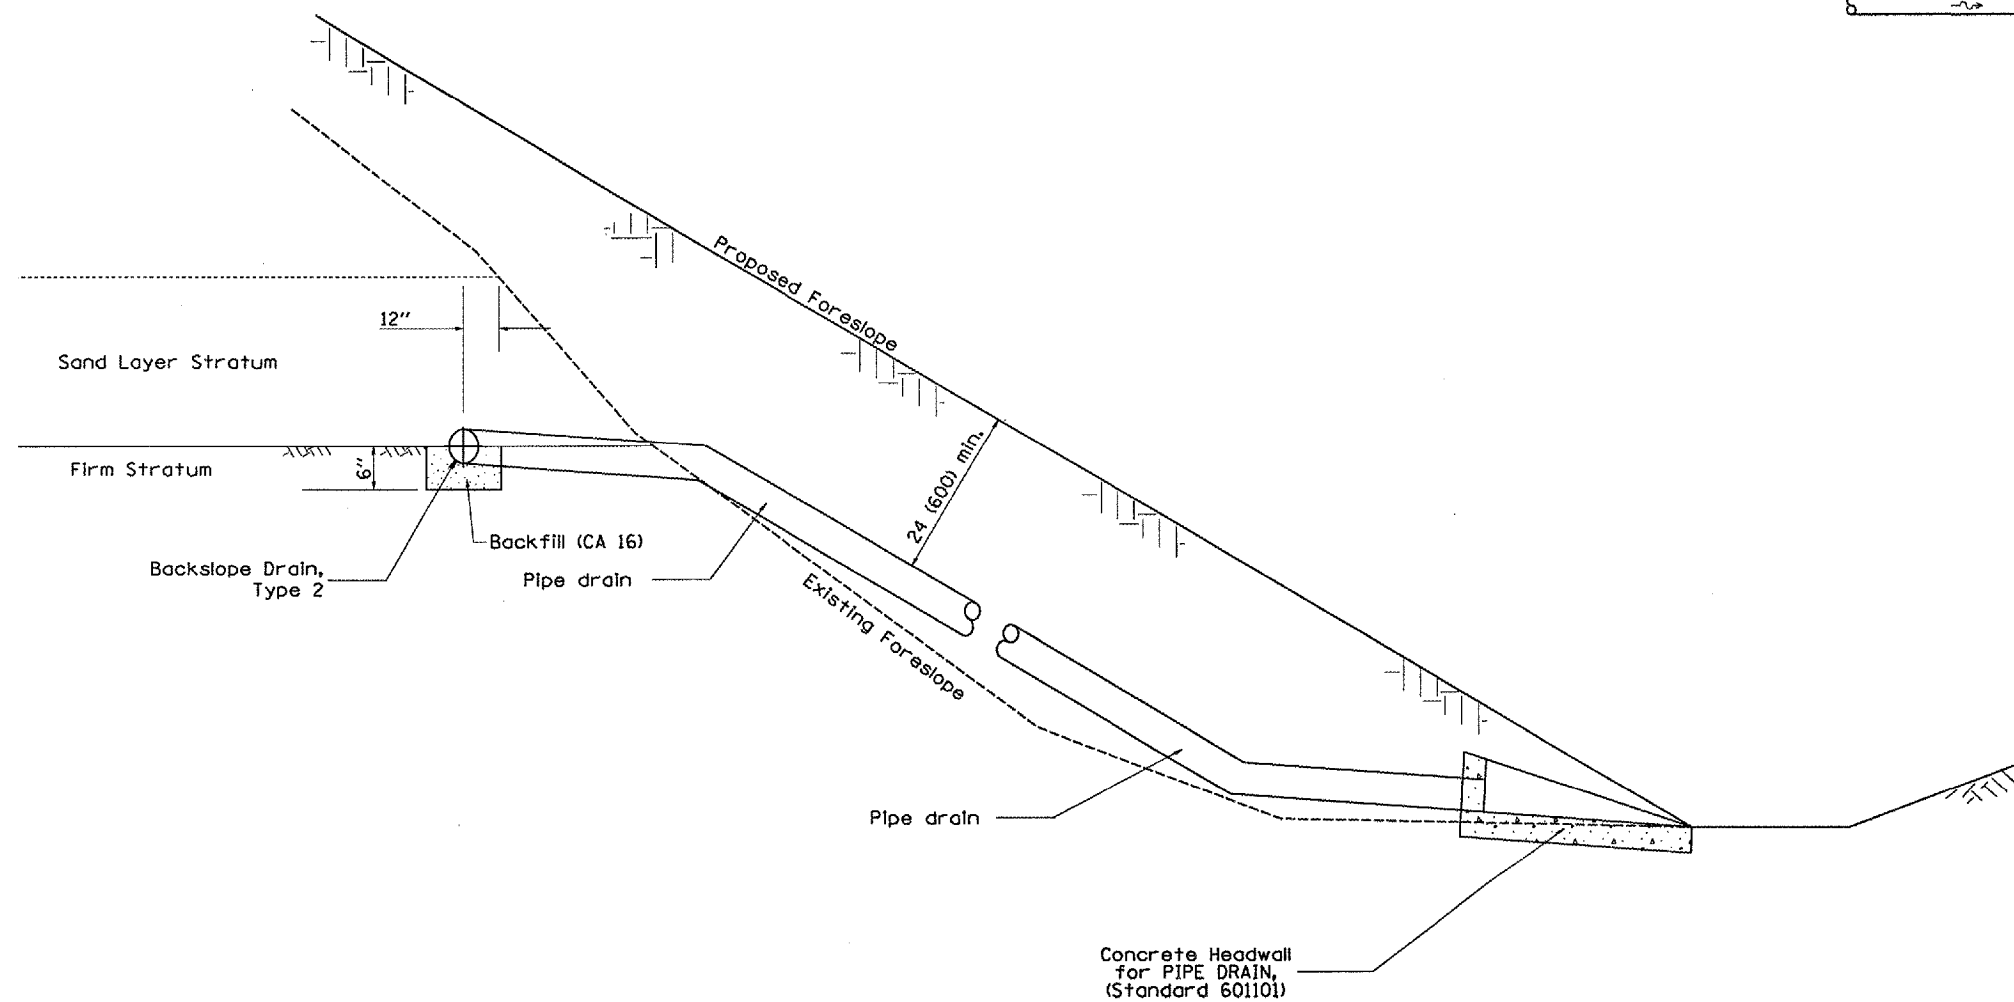 Proposed Foreslope
12"
Sand Layer Stratum
24 (600) min.
6"
Firm Stratum
Backfill (CA 16)
Backslope Drain,
Type 2
Pipe drain
Existing Foreslope
Pipe drain
Concrete Headwall
for PIPE DRAIN,
(Standard 601101)